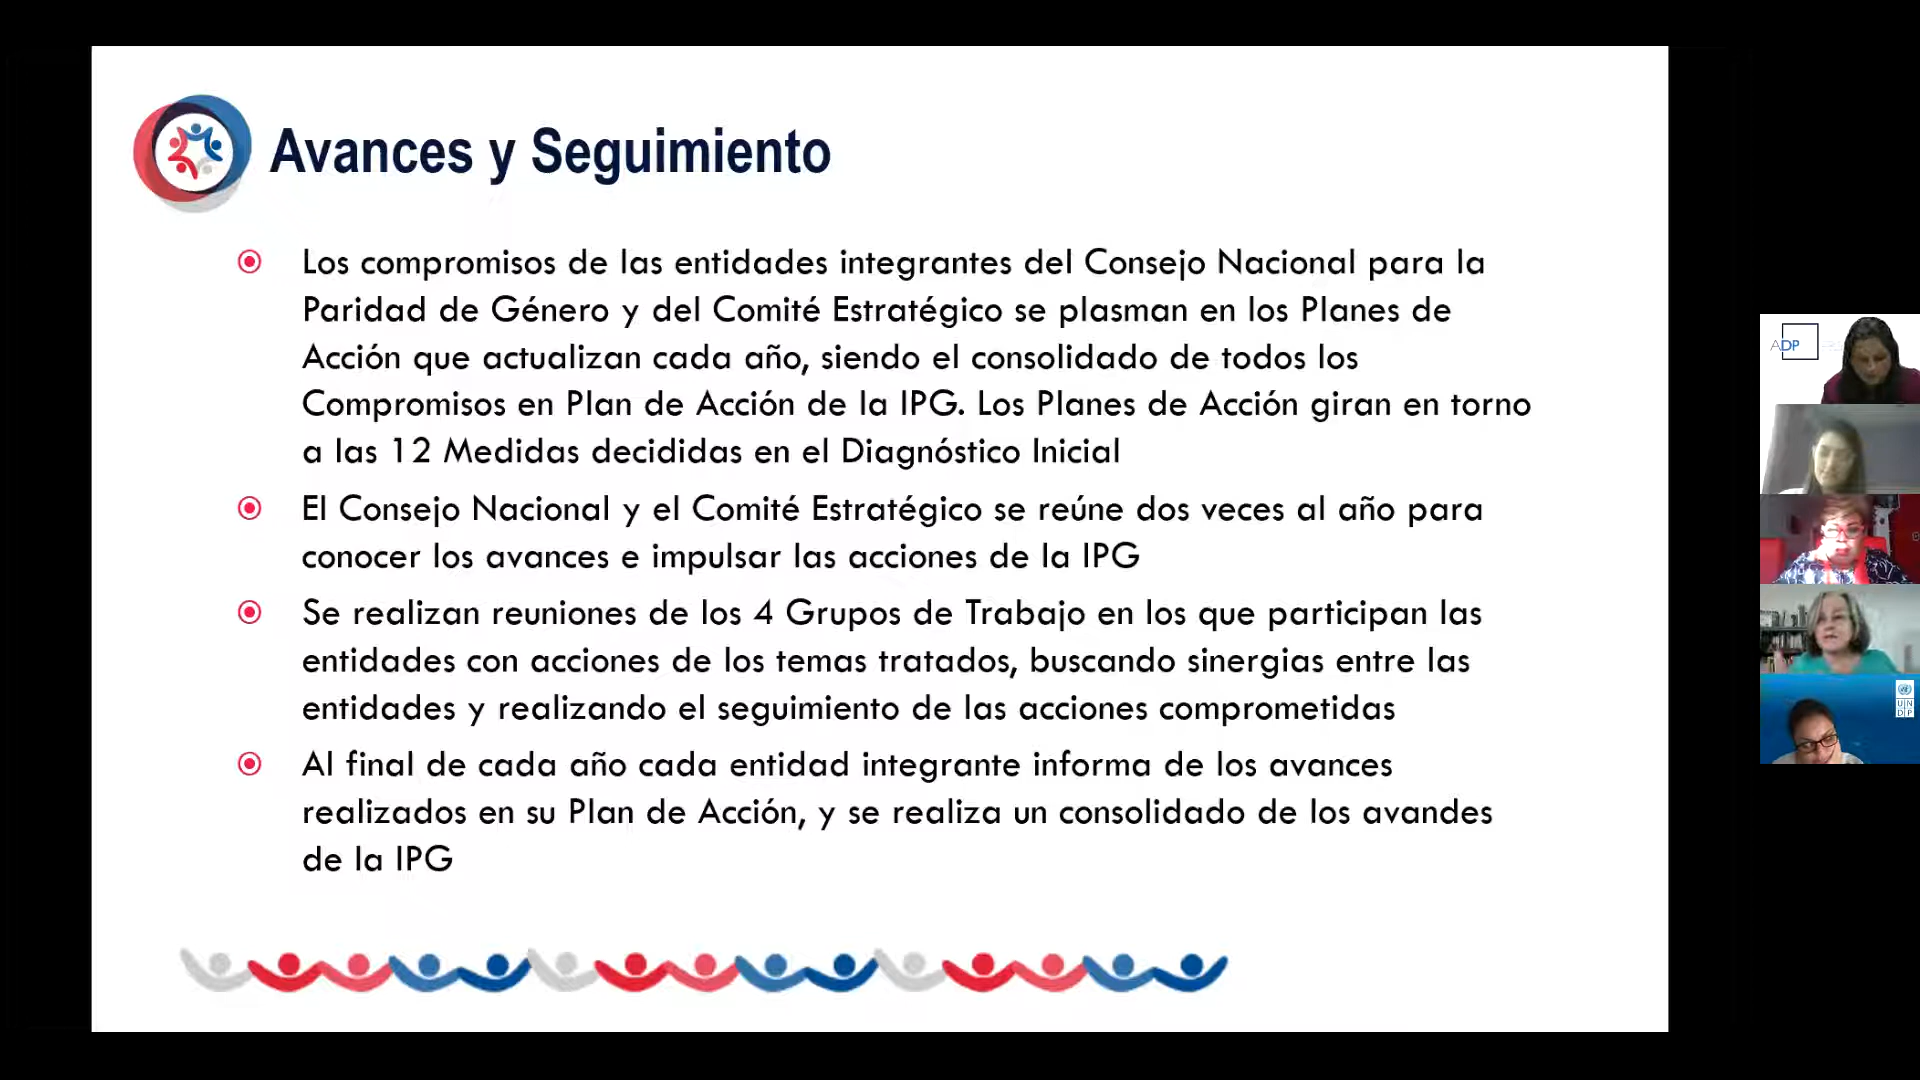 Avances y Seguimiento
Los compromisos de las entidades integrantes del Consejo Nacional para la
Paridad de Género y del Comité Estratégico se plasman en los Planes de
Acción que actualizan cada año, siendo el consolidado de todos los
Compromisos en Plan de Acción de la IPG. Los Planes de Acción giran en torno
a las 12 Medidas decididas en el Diagnóstico Inicial
El Consejo Nacional y el Comité Estratégico se reúne dos veces al año para
conocer los avances e impulsar las acciones de la IPG
Se realizan reuniones de los 4 Grupos de Trabajo en los que participan las
entidades con acciones de los temas tratados, buscando sinergias entre las
entidades y realizando el seguimiento de las acciones comprometidas
Al final de cada año cada entidad integrante informa de los avances
realizados en su Plan de Acción, y se realiza un consolidado de los avandes
de la IPG
ADP
U N
D P